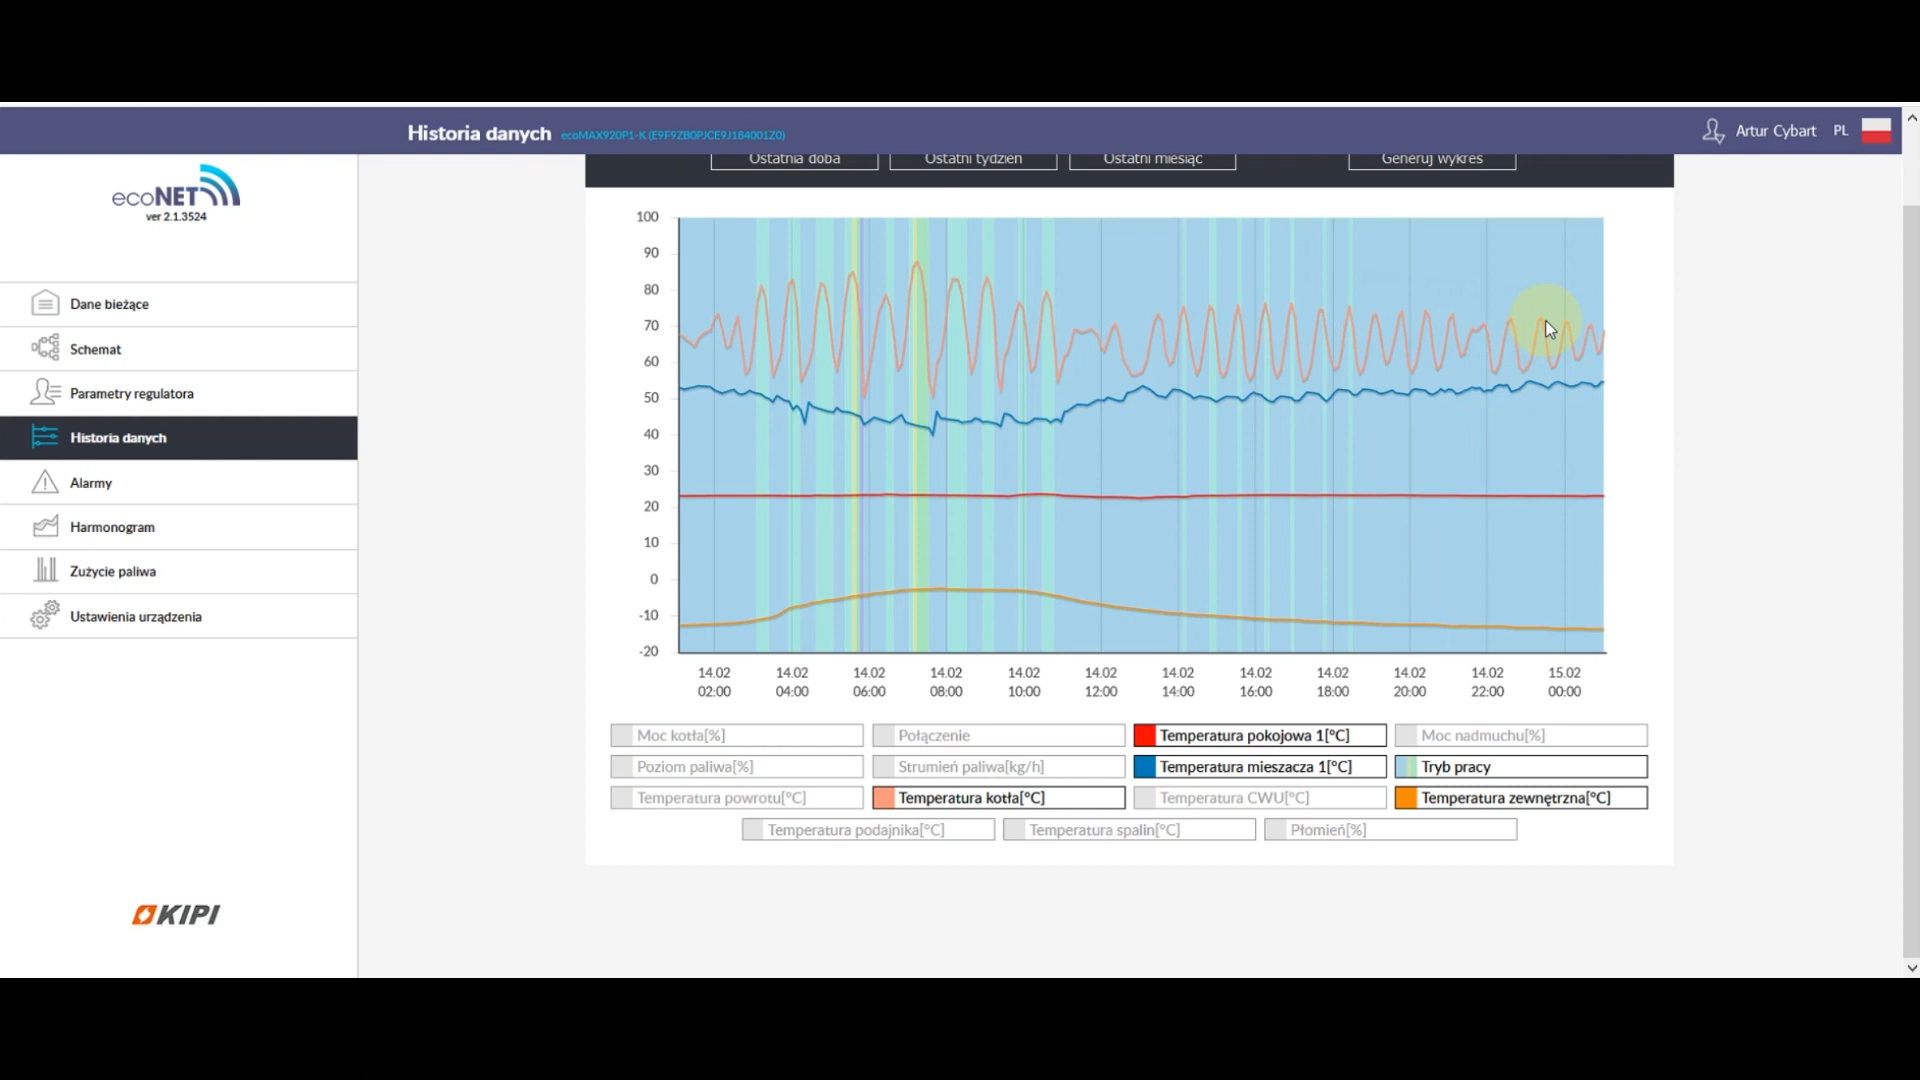 Historia danych ecoMAX920P1-K (E9F9ZB0PJCE9J184001Z0)
Artur Cybart PL
ecoNET
ver 2.1.3524
Dane bieżące
Schemat
Parametry regulatora
Historia danych
Alarmy
Harmonogram
Zużycie paliwa
Ustawienia urządzenia
KIPI
Ostatnia doba Ostatni tydzień Ostatni miesiąc Generuj wykres
100
90
80
70
60
50
40
30
20
10
0
-10
-20
14.02 14.02 14.02 14.02 14.02 14.02 14.02 14.02 14.02 14.02 14.02 15.02
02:00 04:00 06:00 08:00 10:00 12:00 14:00 16:00 18:00 20:00 22:00 00:00
Moc kotła[%] Połączenie Temperatura pokojowa 1[°C] Moc nadmuchu[%]
Poziom paliwa[%] Strumień paliwa[kg/h] Temperatura mieszacza 1[°C] Tryb pracy
Temperatura powrotu[°C] Temperatura kotła[°C] Temperatura CWU[°C] Temperatura zewnętrzna[°C]
Temperatura podajnika[°C] Temperatura spalin[°C] Płomień[%]